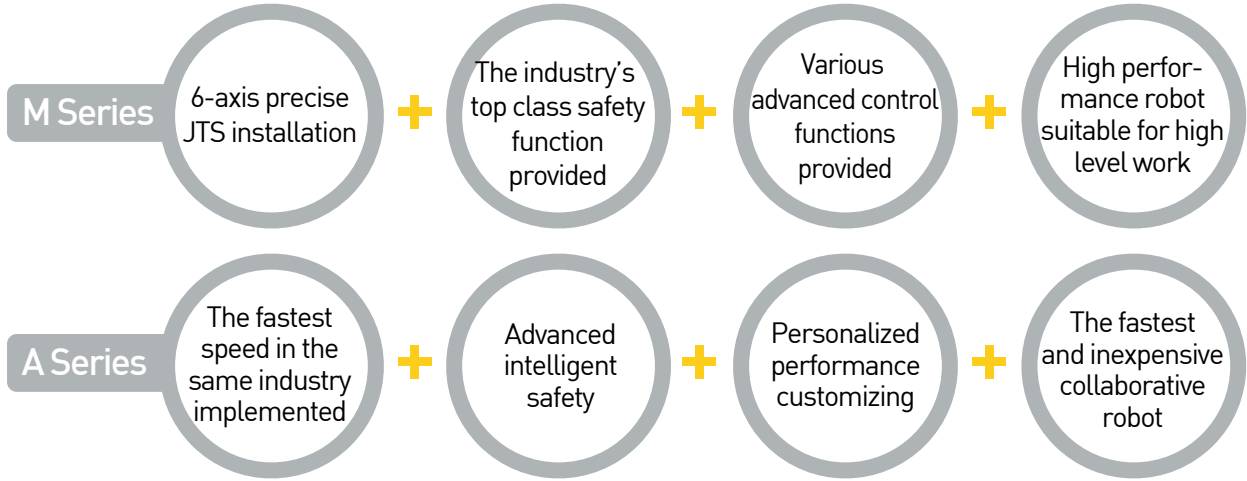 M Series
6-axis precise
JTS installation
The industry's
top class safety
function
provided
Various
advanced control
functions
provided
High perfor-
mance robot
suitable for high
level work
A Series
The fastest
speed in the
same industry
implemented
Advanced
intelligent
safety
Personalized
performance
customizing
The fastest
and inexpensive
collaborative
robot